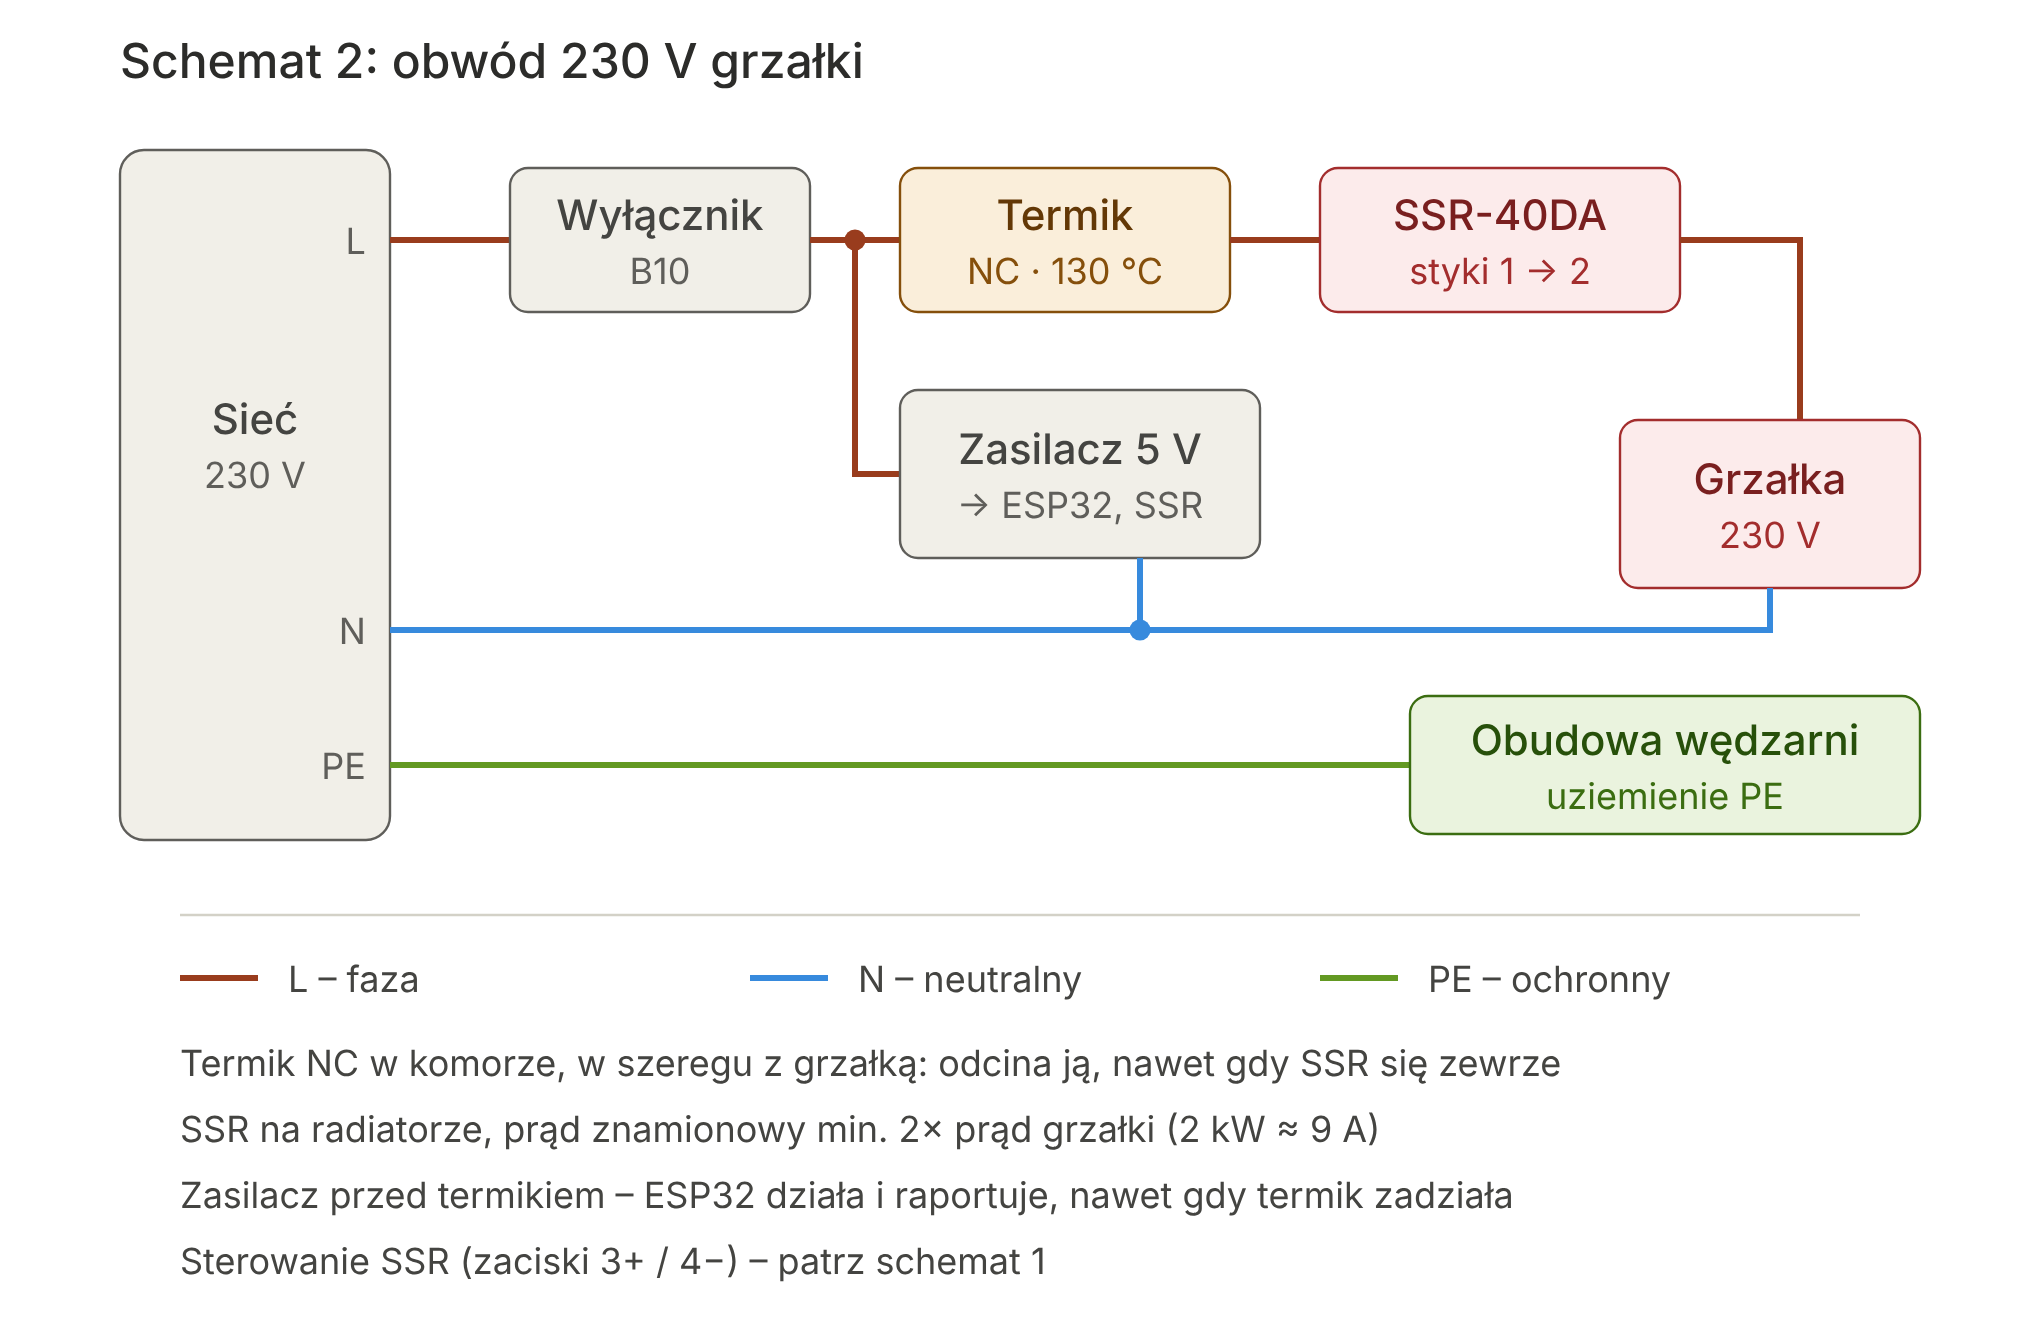 Schemat 2: obwód 230 V grzałki
L
Wyłącznik
B10
Termik
NC · 130 °C
SSR-40DA
styki 1 → 2
Sieć
230 V
Zasilacz 5 V
→ ESP32, SSR
Grzałka
230 V
N
PE
Obudowa wędzarni
uziemienie PE
L – faza
N – neutralny
PE – ochronny
Termik NC w komorze, w szeregu z grzałką: odcina ją, nawet gdy SSR się zewrze
SSR na radiatorze, prąd znamionowy min. 2× prąd grzałki (2 kW ≈ 9 A)
Zasilacz przed termikiem – ESP32 działa i raportuje, nawet gdy termik zadziała
Sterowanie SSR (zaciski 3+ / 4−) – patrz schemat 1